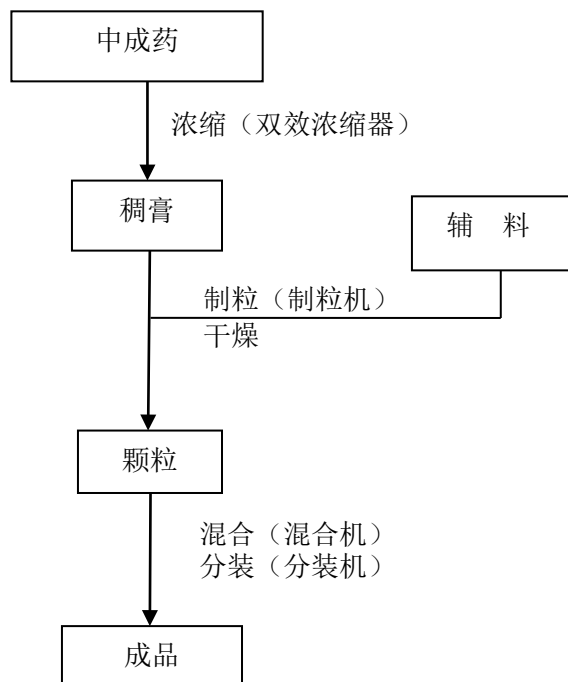 中成药
浓缩（双效浓缩器）
稠膏
辅 料
制粒（制粒机）
干燥
颗粒
混合（混合机）
分装（分装机）
成品